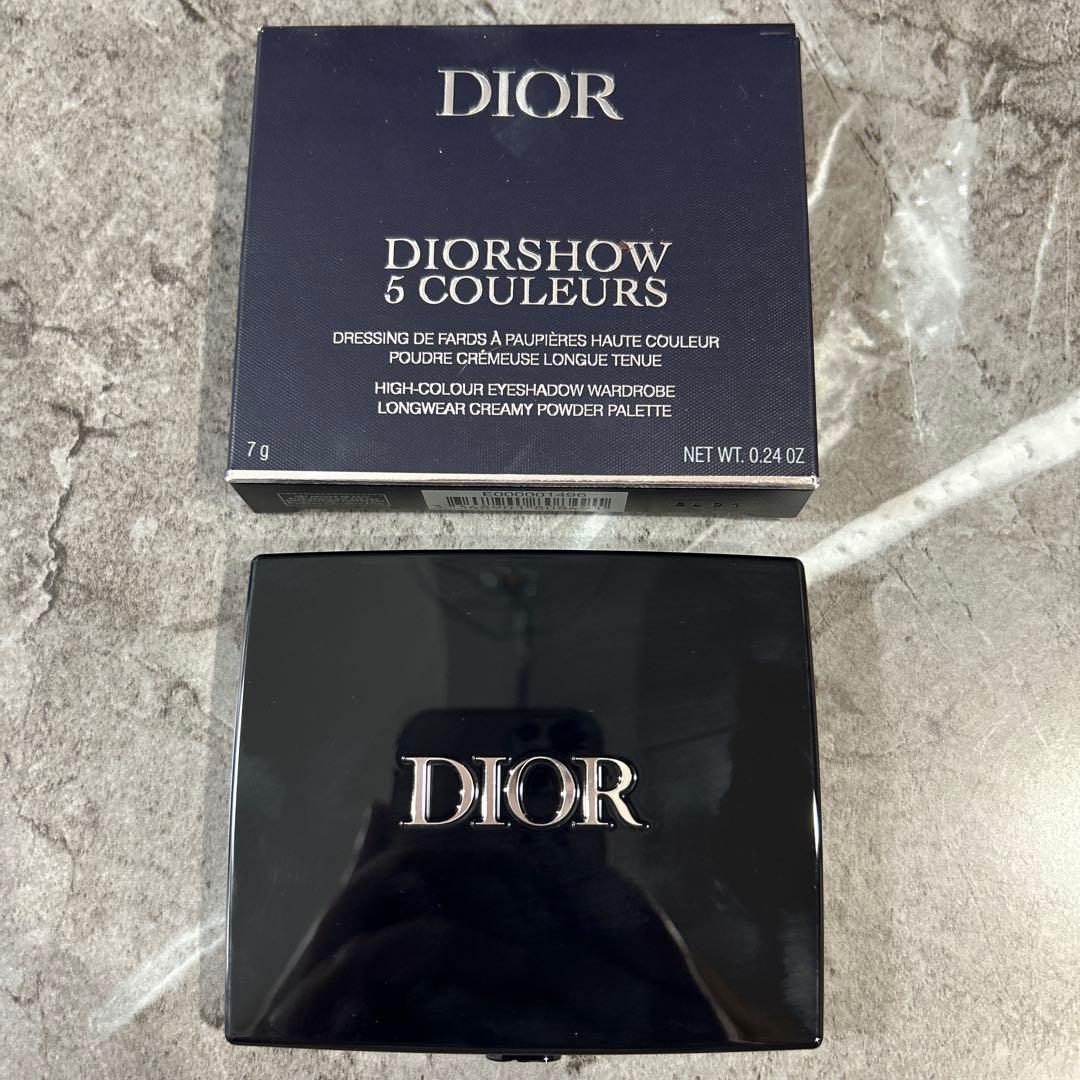 DIOR
DIORSHOW
5 COULEURS
DRESSING DE FARDS À PAUPIÈRES HAUTE COULEUR
POUDRE CRÉMEUSE LONGUE TENUE
HIGH-COLOUR EYESHADOW WARDROBE
LONGWEAR CREAMY POWDER PALETTE
7 g
NET WT. 0.24 OZ
E000001496
DIOR